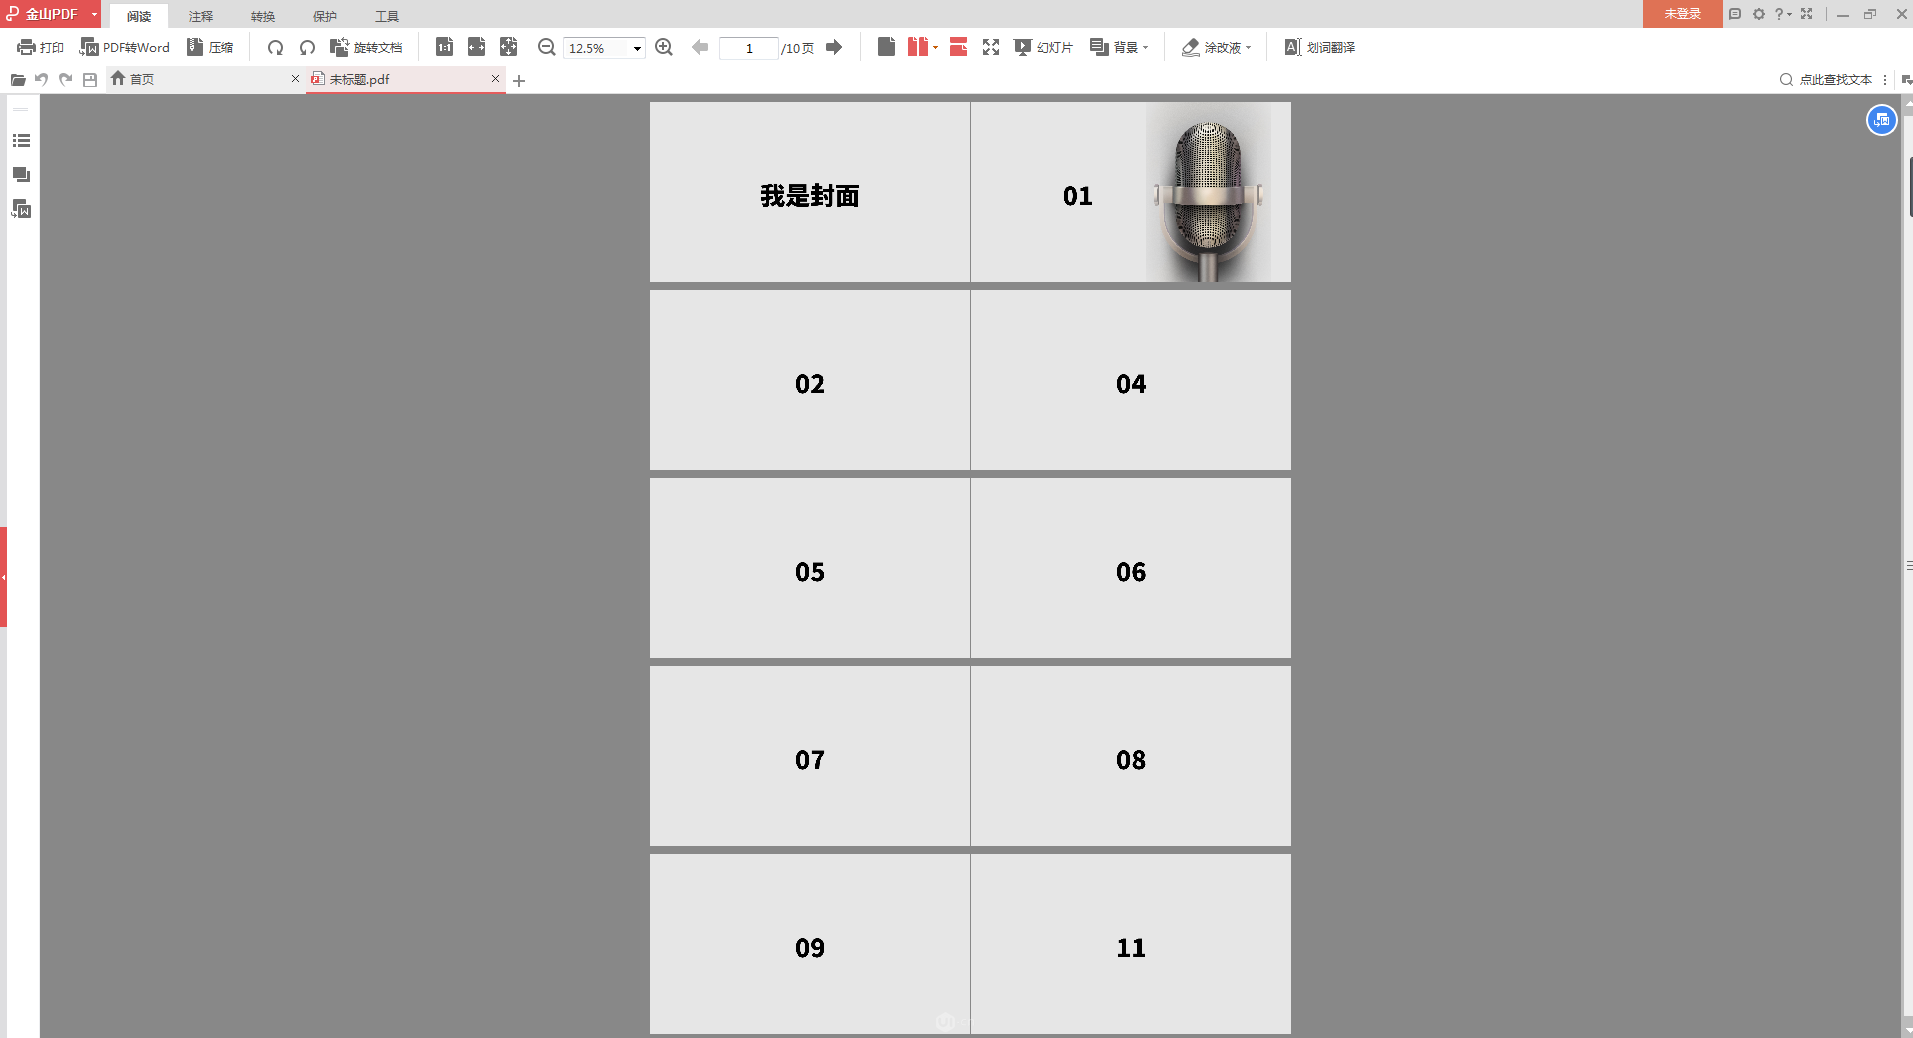 金山PDF
阅读
注释
转换
保护
工具
未登录
打印
PDF转Word
压缩
旋转文档
1:1
12.5%
1
/10页
幻灯片
背景
涂改液
划词翻译
首页
未标题.pdf
点此查找文本
我是封面
01
02
04
05
06
07
08
09
11